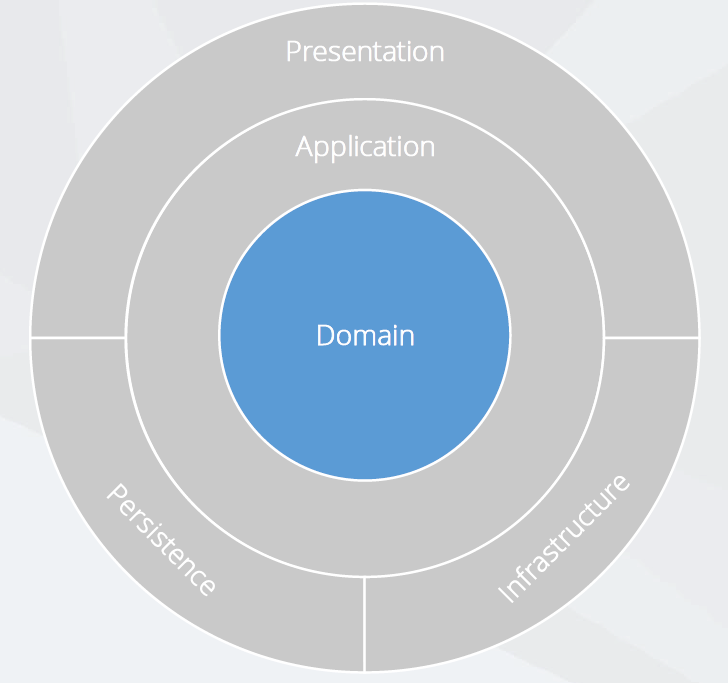 Presentation
Application
Domain
Persistence
Infrastructure